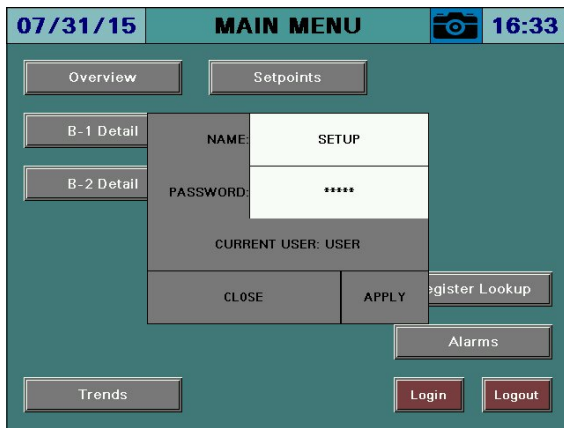 07/31/15 MAIN MENU 16:33
Overview Setpoints
B-1 Detail
NAME: SETUP
B-2 Detail
PASSWORD: *****
CURRENT USER: USER
CLOSE APPLY
egister Lookup
Alarms
Trends Login Logout